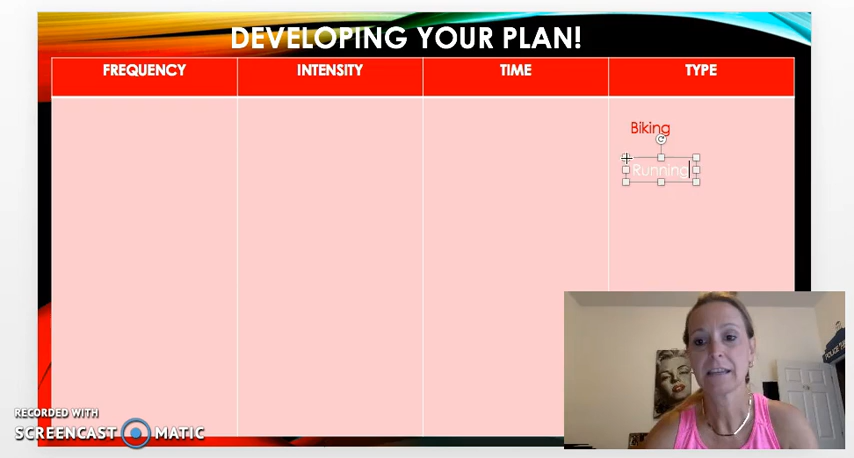 DEVELOPING YOUR PLAN!
FREQUENCY INTENSITY TIME TYPE
Biking
Running
RECORDED WITH
SCREENCAST MATIC